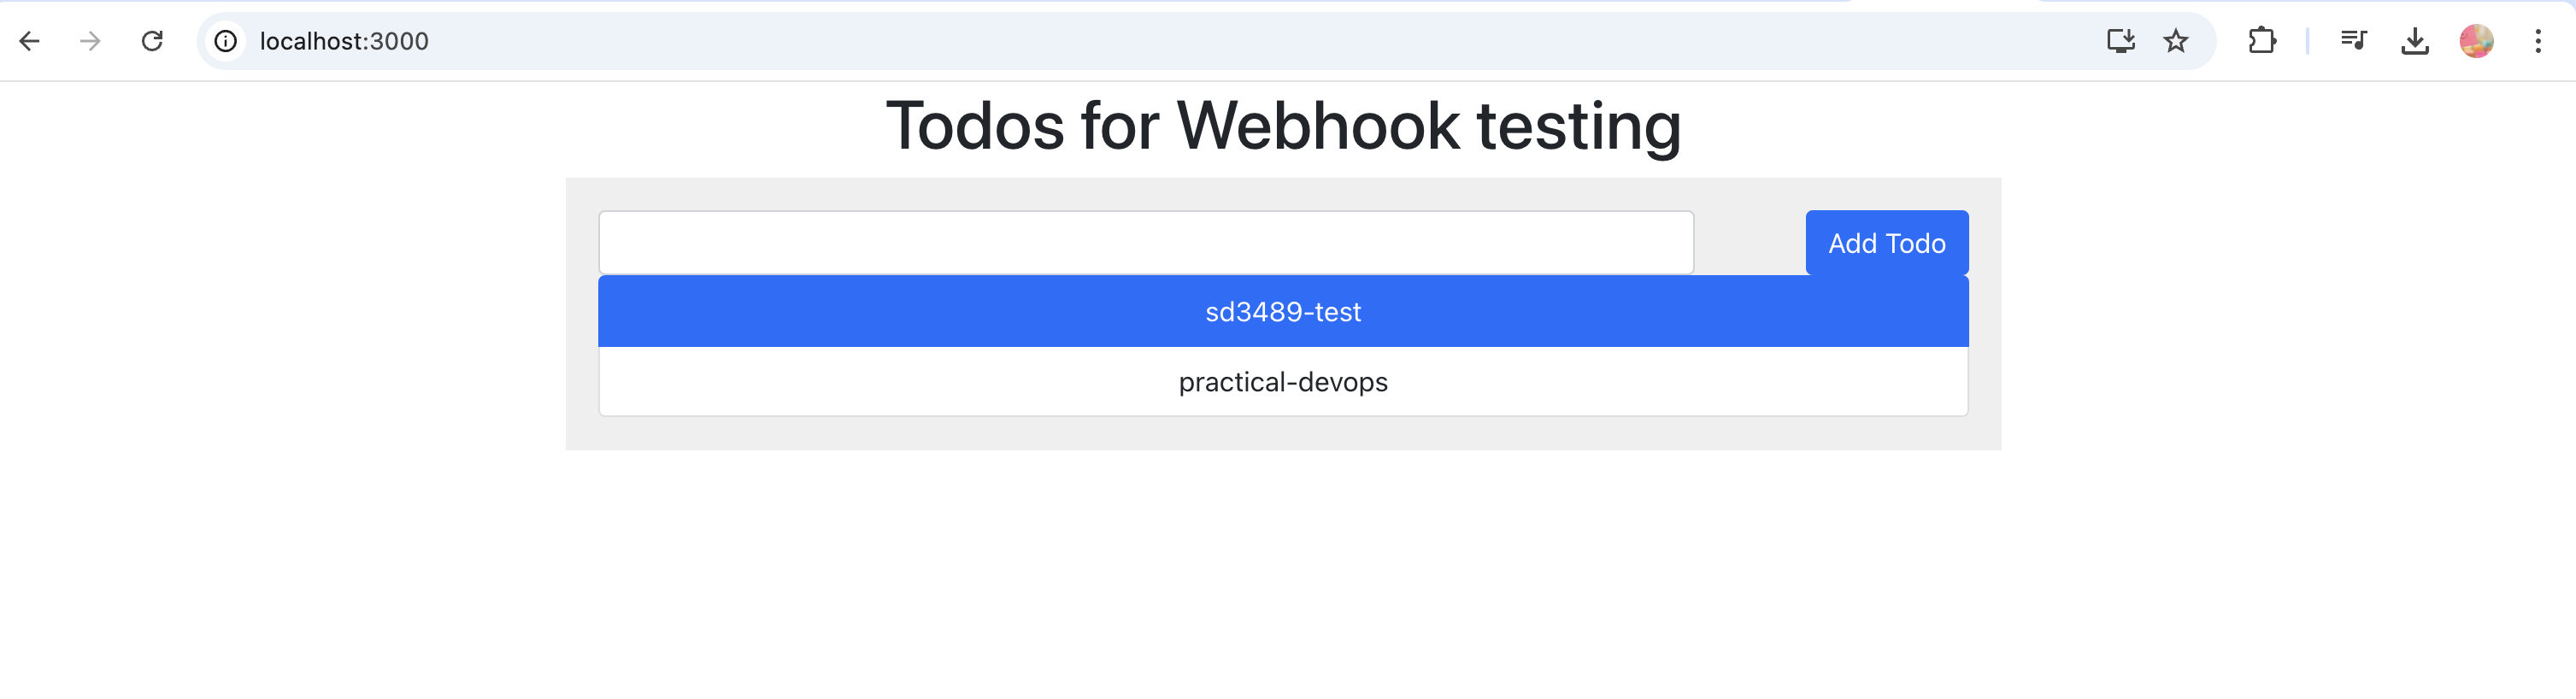 localhost:3000
Todos for Webhook testing
Add Todo
sd3489-test
practical-devops